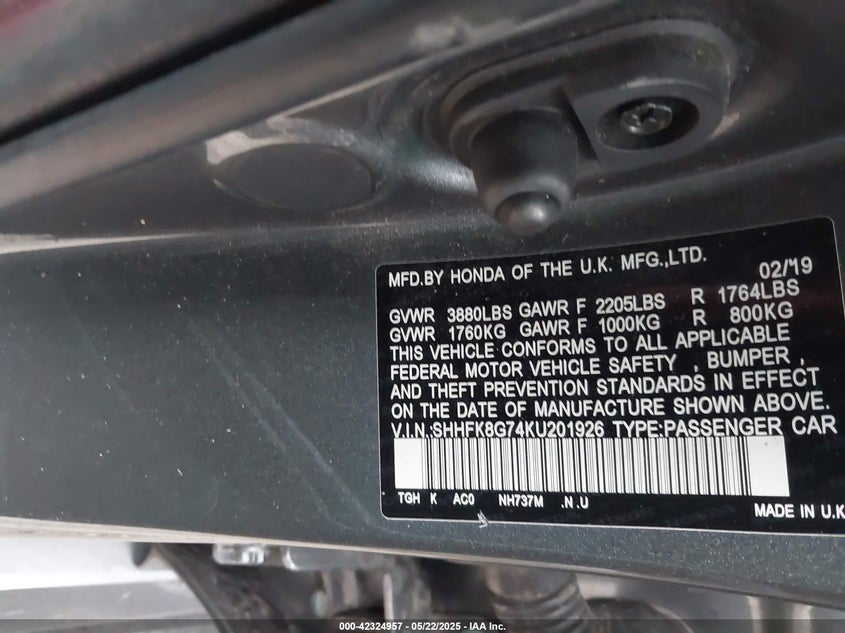 MFD.BY HONDA OF THE U.K. MFG.,LTD. 02/'19
GVWR 3880LBS GAWR F 2205LBS R 1764LBS
GVWR 1760KG GAWR F 1000KG R 800KG
THIS VEHICLE CONFORMS TO ALL APPLICABLE
FEDERAL MOTOR VEHICLE SAFETY , BUMPER ,
AND THEFT PREVENTION STANDARDS IN EFFECT
ON THE DATE OF MANUFACTURE SHOWN ABOVE.
V.I.N.:SHHFK8G74KU201926 TYPE:PASSENGER CAR
TGH K AC0 NH737M .N .U
MADE IN U.K
000-42324957 - 05/22/2025 - IAA Inc.